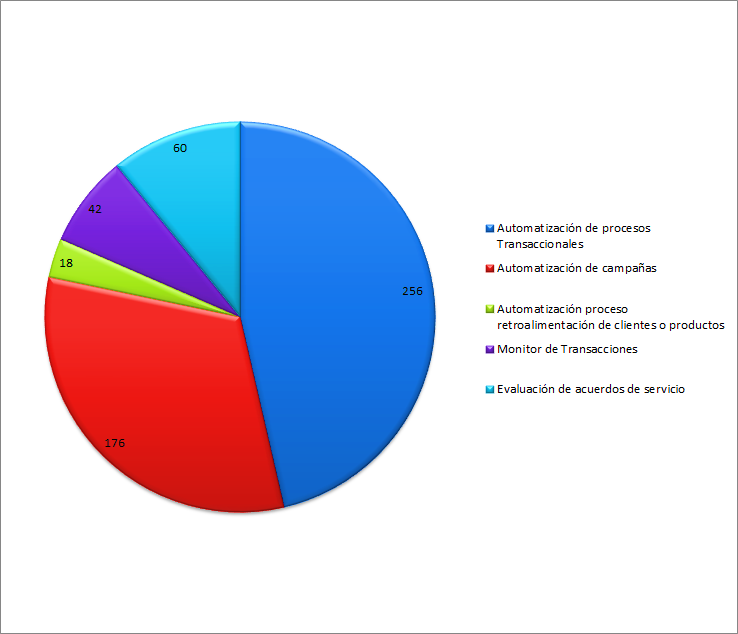 60
42
18
256
176
Automatización de procesos
Transaccionales
Automatización de campañas
Automatización proceso
retroalimentación de clientes o productos
Monitor de Transacciones
Evaluación de acuerdos de servicio